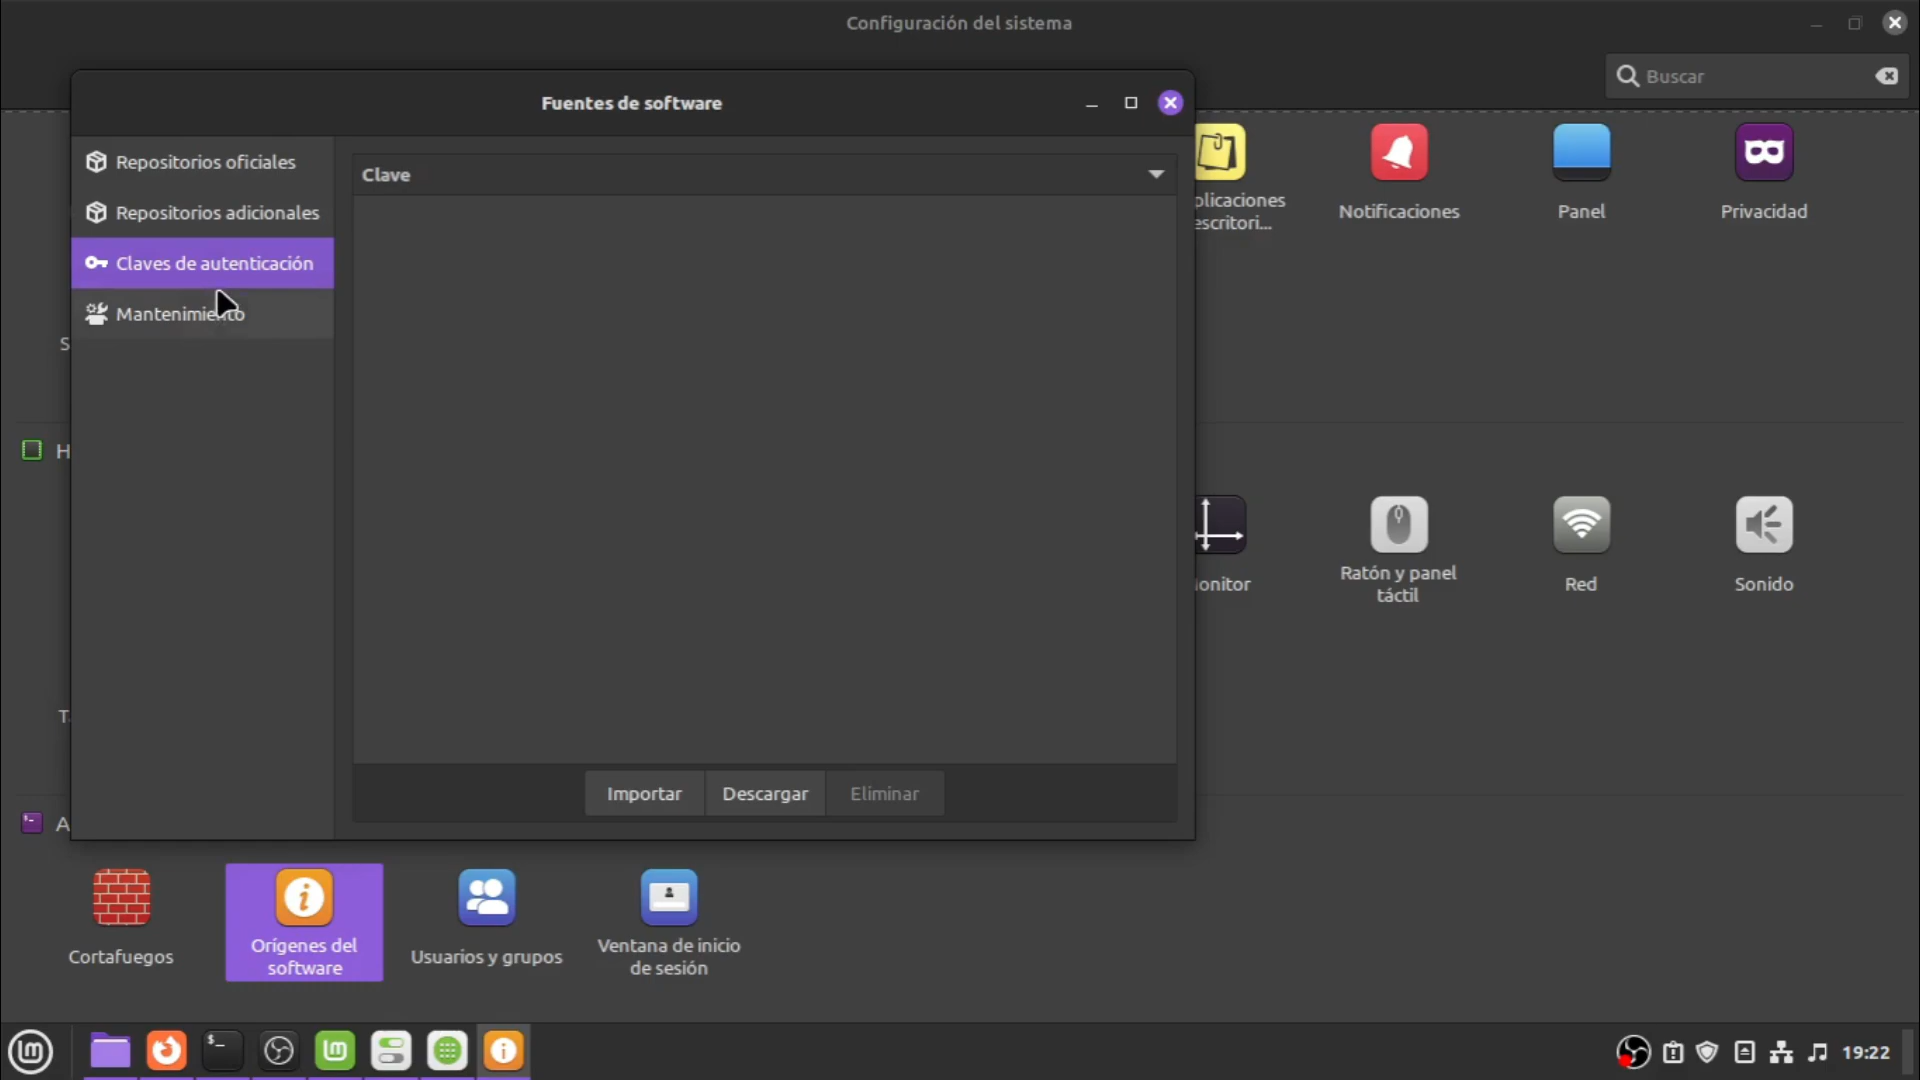 Configuración del sistema
Buscar
Fuentes de software
Repositorios oficiales
Repositorios adicionales
Claves de autenticación
Mantenimiento
Clave
Importar
Descargar
Eliminar
plicaciones
escritori...
Notificaciones
Panel
Privacidad
S
H
onitor
Ratón y panel
táctil
Red
Sonido
T
A
Cortafuegos
Orígenes del
software
Usuarios y grupos
Ventana de inicio
de sesión
19:22